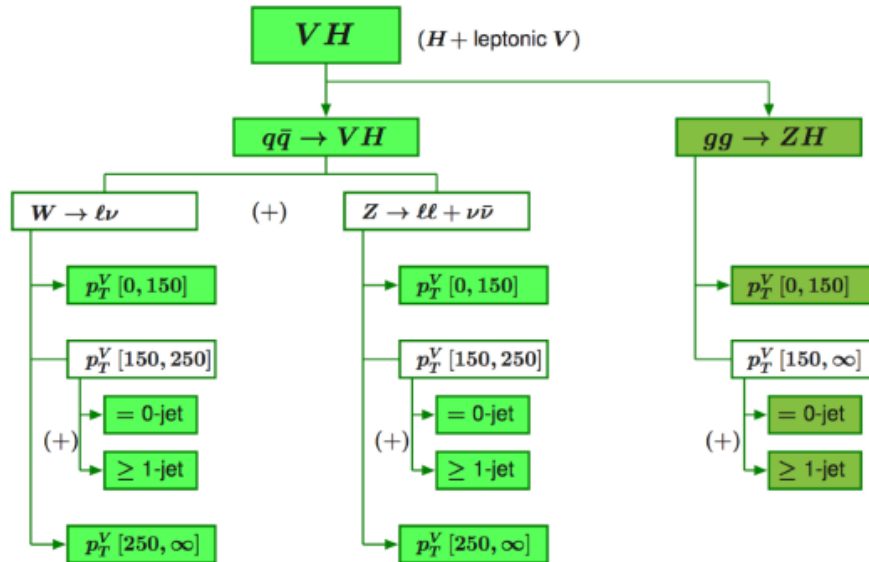 VH (H + leptonic V)
qq̄ → VH
gg → ZH
W → ℓν
(+)
Z → ℓℓ + νν̄
p_T^V [0, 150]
p_T^V [0, 150]
p_T^V [0, 150]
p_T^V [150, 250]
p_T^V [150, 250]
p_T^V [150, ∞]
= 0-jet
= 0-jet
= 0-jet
(+)
(+)
(+)
≥ 1-jet
≥ 1-jet
≥ 1-jet
p_T^V [250, ∞]
p_T^V [250, ∞]